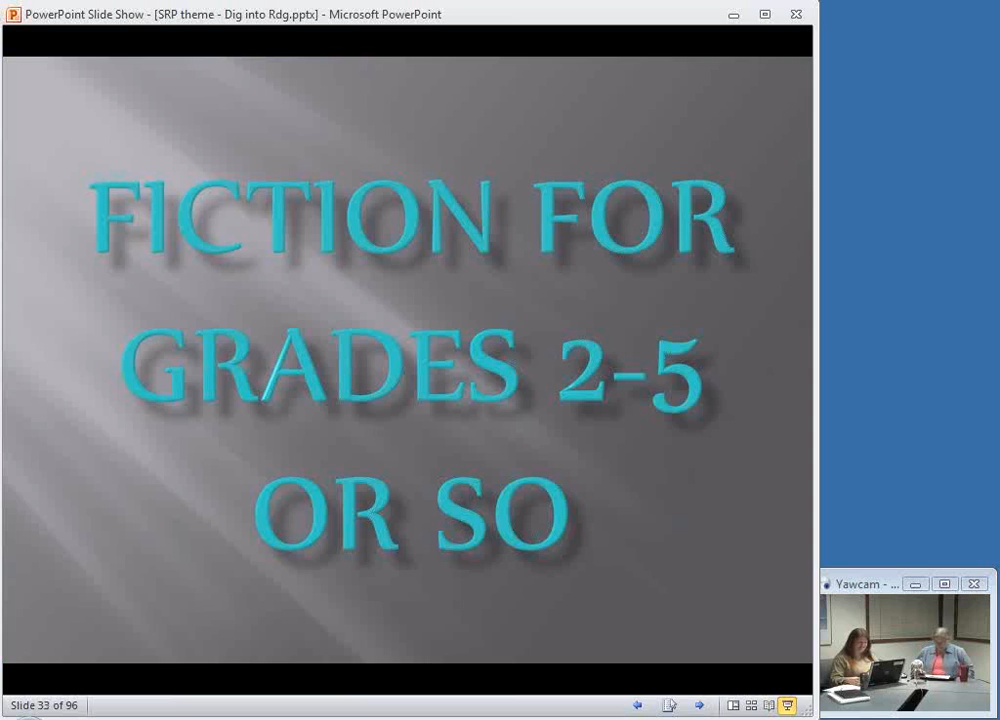 PowerPoint Slide Show - [SRP theme - Dig into Rdg.pptx] - Microsoft PowerPoint
FICTION FOR
GRADES 2-5
OR SO
Yawcam - ...
Slide 33 of 96